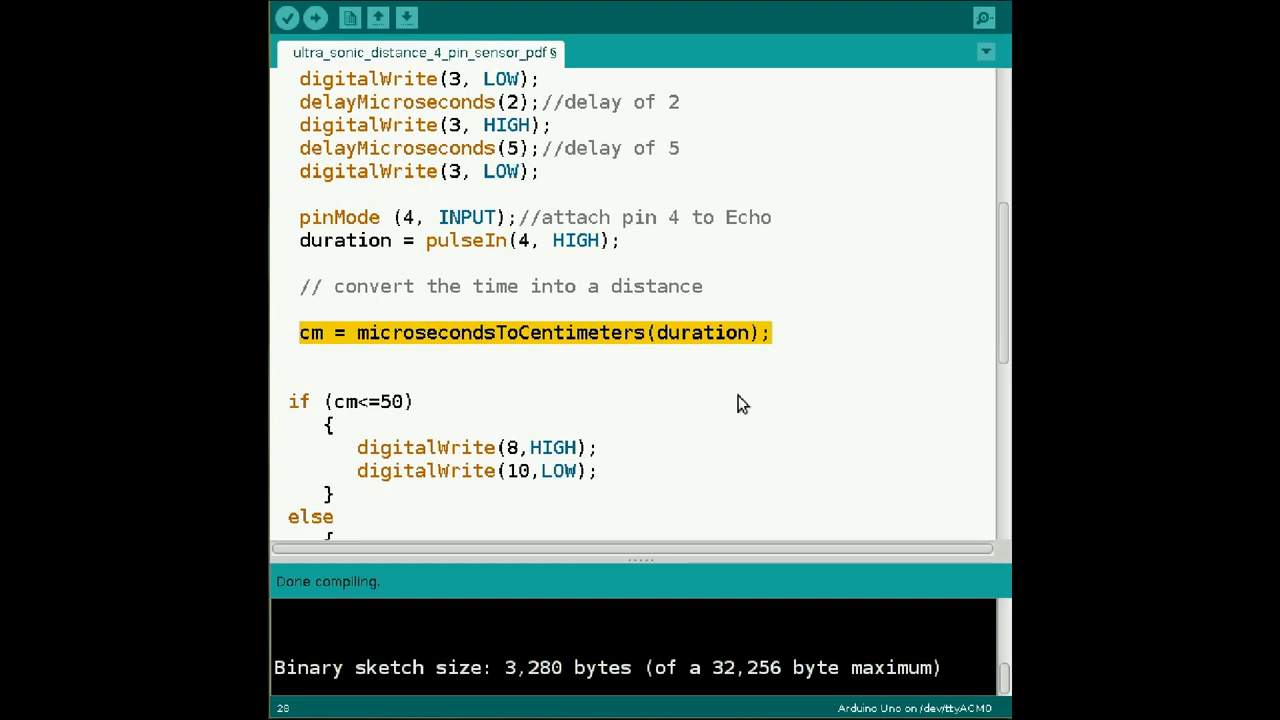 ultra_sonic_distance_4_pin_sensor_pdf §
digitalWrite(3, LOW);
delayMicroseconds(2);//delay of 2
digitalWrite(3, HIGH);
delayMicroseconds(5);//delay of 5
digitalWrite(3, LOW);
pinMode (4, INPUT);//attach pin 4 to Echo
duration = pulseIn(4, HIGH);
// convert the time into a distance
cm = microsecondsToCentimeters(duration);
if (cm<=50)
{
digitalWrite(8,HIGH);
digitalWrite(10,LOW);
}
else
{
Done compiling.
Binary sketch size: 3,280 bytes (of a 32,256 byte maximum)
28
Arduino Uno on /dev/ttyACM0